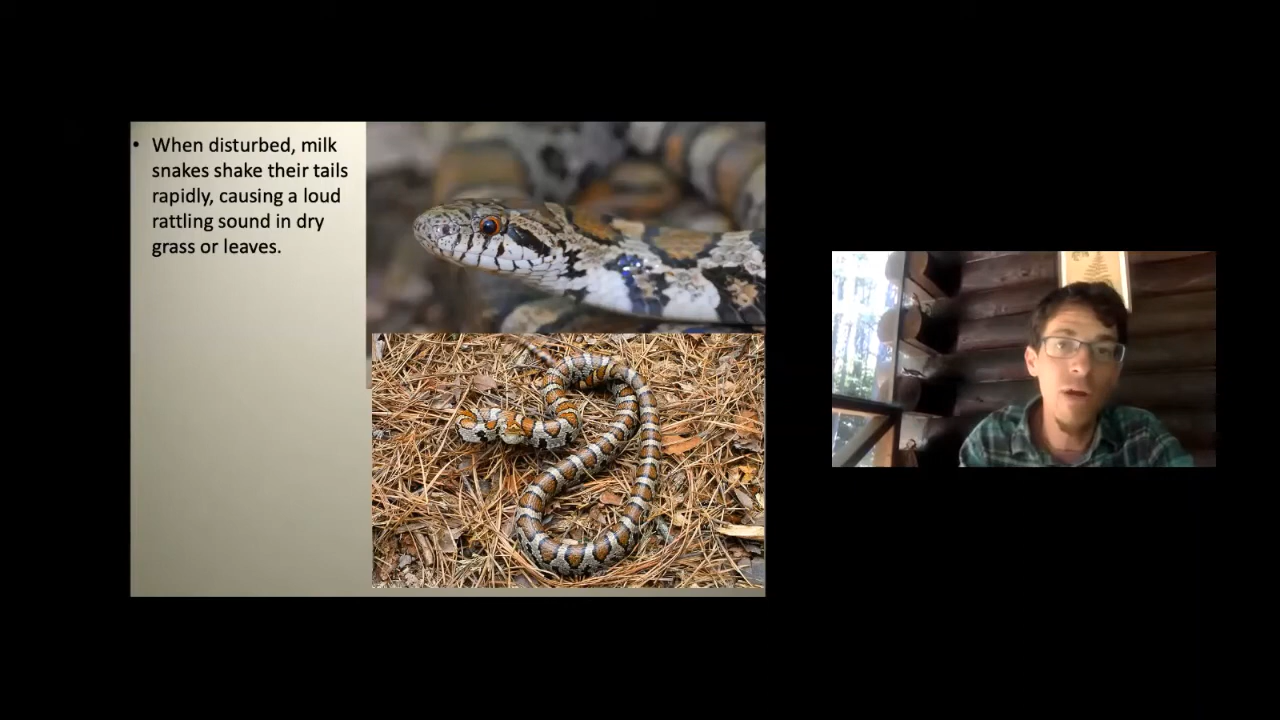 • When disturbed, milk
snakes shake their tails
rapidly, causing a loud
rattling sound in dry
grass or leaves.